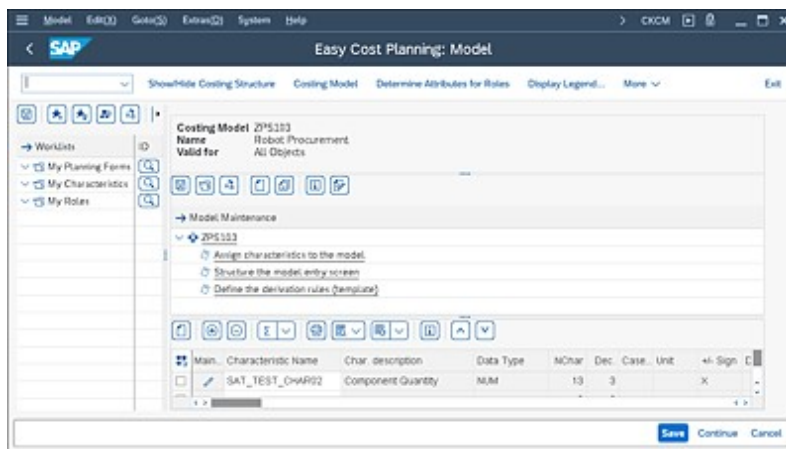 Model Edit(X) Goto(S) Extras(Q) System Help
CKCM
SAP
Easy Cost Planning: Model
Show/Hide Costing Structure Costing Model Determine Attributes for Roles Display Legend... More Exit
Costing Model ZPS103
Name Robot Procurement
Valid for All Objects
Worklists ID
My Planning Forms
My Characteristics
My Roles
Model Maintenance
ZPS103
Assign characteristics to the model.
Structure the model entry screen
Define the derivation rules (template)
Main.. Characteristic Name Char. description Data Type NChar Dec. Case.. Unit +/- Sign
SAT_TEST_CHAR02 Component Quantity NUM 13 3 X
Save Continue Cancel